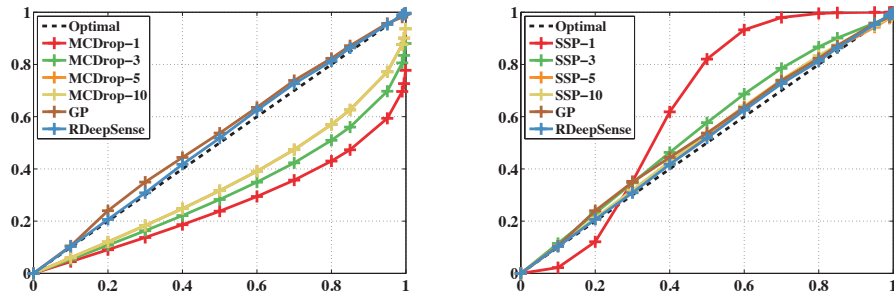 1
0.8
0.6
0.4
0.2
0
0 0.2 0.4 0.6 0.8 1
Optimal
MCDrop-1
MCDrop-3
MCDrop-5
MCDrop-10
GP
RDeepSense
1
0.8
0.6
0.4
0.2
0
0 0.2 0.4 0.6 0.8 1
Optimal
SSP-1
SSP-3
SSP-5
SSP-10
GP
RDeepSense